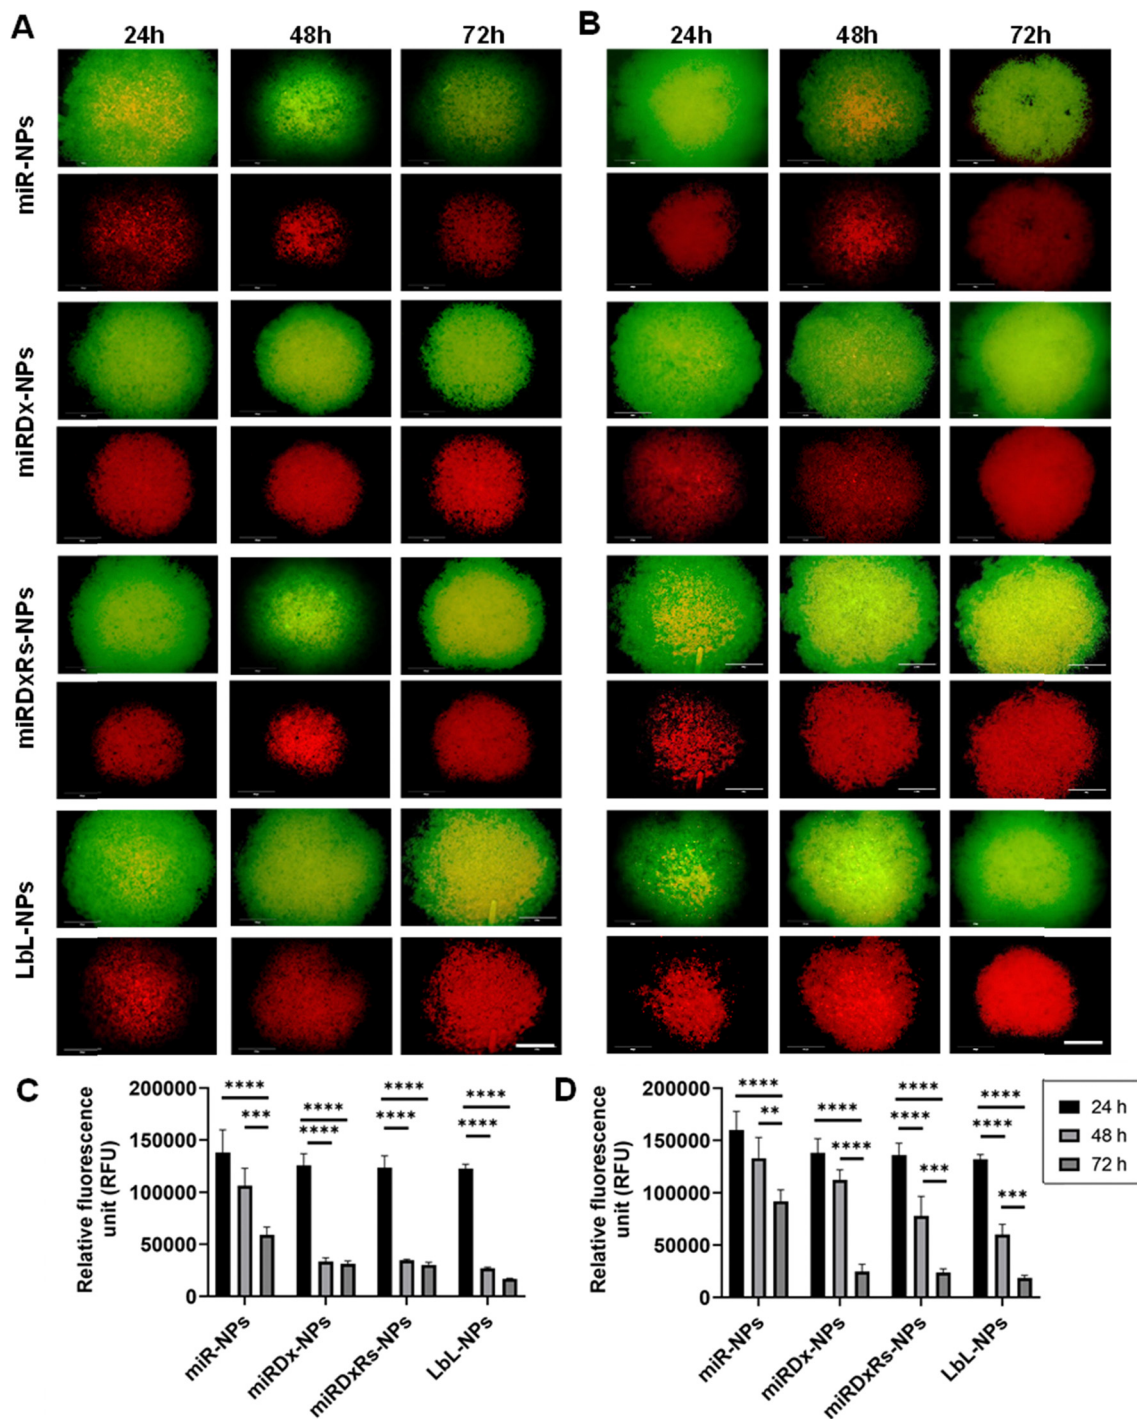 A
24h 48h 72h
B
24h 48h 72h
miR-NPs
miRDx-NPs
miRDxRs-NPs
LbL-NPs
C
Relative fluorescence
unit (RFU)
200000
150000
100000
50000
0
**** *** **** **** **** **** **** ****
miR-NPs
miRDx-NPs
miRDxRs-NPs
LbL-NPs
D
Relative fluorescence
unit (RFU)
200000
150000
100000
50000
0
**** ** **** **** **** **** *** **** **** ***
miR-NPs
miRDx-NPs
miRDxRs-NPs
LbL-NPs
24 h
48 h
72 h